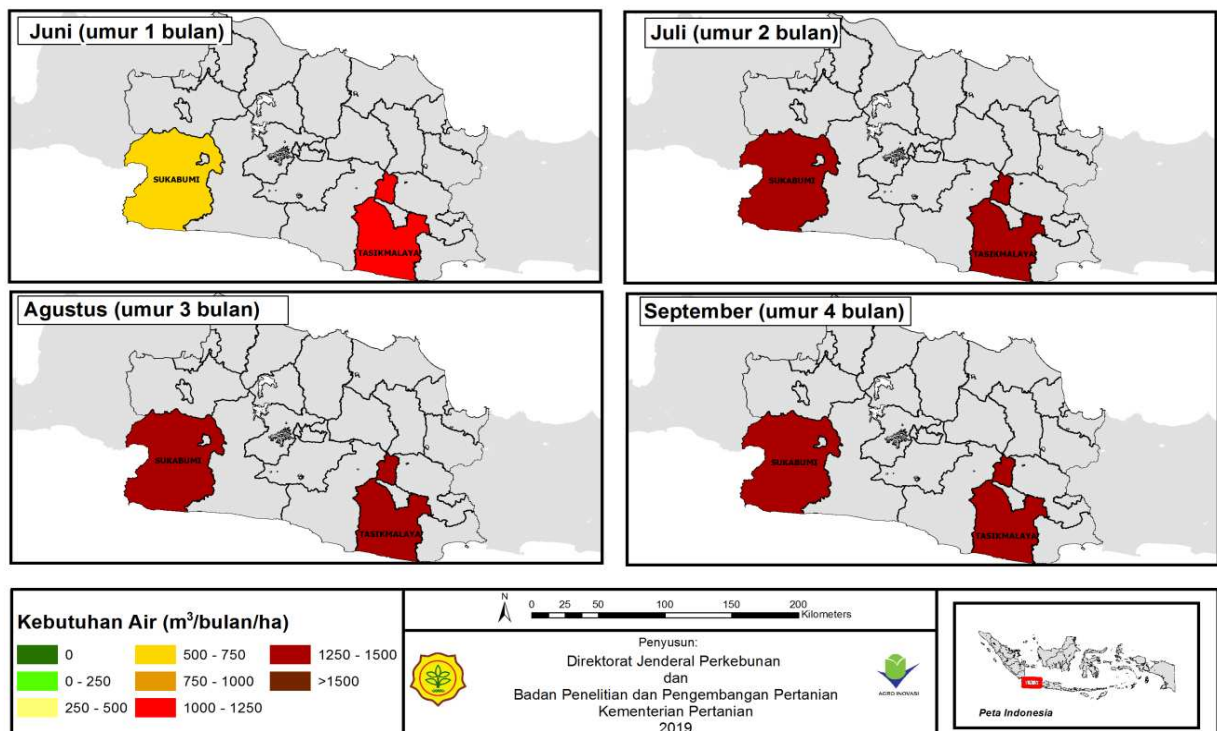 Juni (umur 1 bulan)
SUKABUMI
TASIKMALAYA
Juli (umur 2 bulan)
SUKABUMI
TASIKMALAYA
Agustus (umur 3 bulan)
SUKABUMI
TASIKMALAYA
September (umur 4 bulan)
SUKABUMI
TASIKMALAYA
Kebutuhan Air (m³/bulan/ha)
0
0 - 250
250 - 500
500 - 750
750 - 1000
1000 - 1250
1250 - 1500
>1500
N
0 25 50 100 150 200
Kilometers
Penyusun:
Direktorat Jenderal Perkebunan
dan
Badan Penelitian dan Pengembangan Pertanian
Kementerian Pertanian
2019
AGRO INOVASI
Peta Indonesia